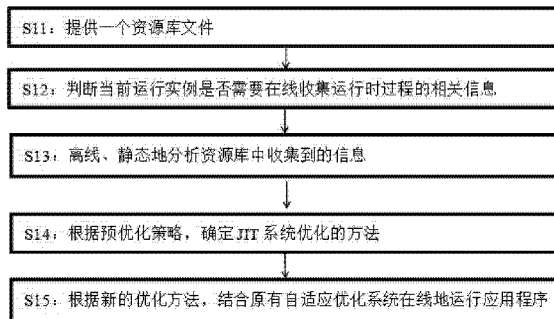 S11：提供一个资源库文件
S12：判断当前运行实例是否需要在线收集运行时过程的相关信息
S13：离线、静态地分析资源库中收集到的信息
S14：根据预优化策略，确定JIT系统优化的方法
S15：根据新的优化方法，结合原有自适应优化系统在线地运行应用程序